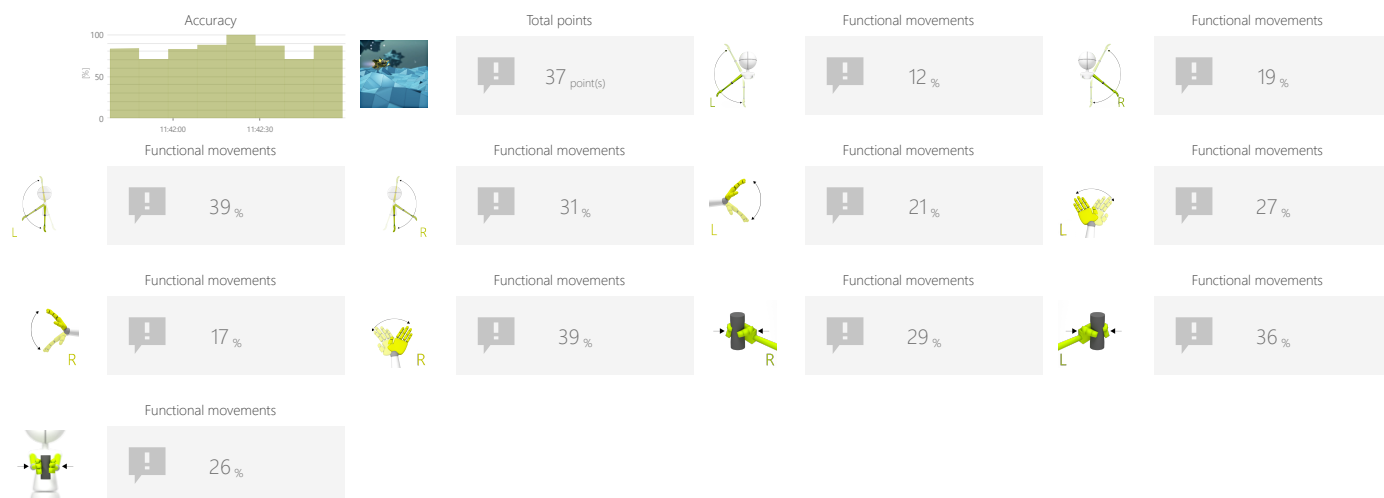 Accuracy
100
[%]
50
0
11:42:00 11:42:30
Total points
37 point(s)
Functional movements
L
12 %
Functional movements
R
19 %
Functional movements
L
39 %
Functional movements
R
31 %
Functional movements
L
21 %
Functional movements
L
27 %
Functional movements
R
17 %
Functional movements
R
39 %
Functional movements
R
29 %
Functional movements
L
36 %
Functional movements
26 %